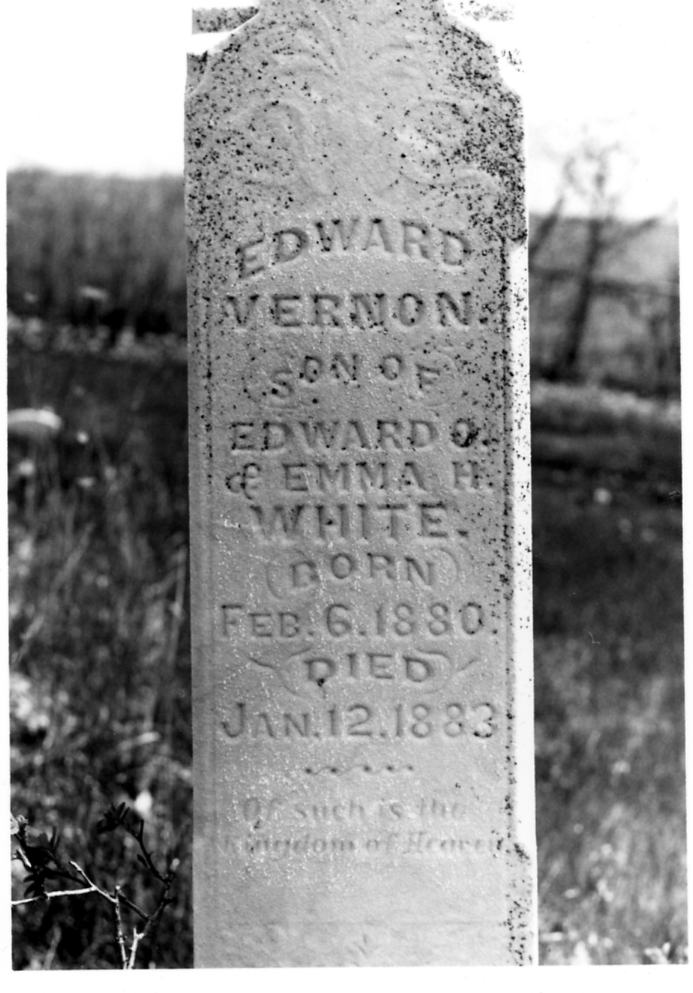 EDWARD
VERNON.
SON OF
EDWARD O.
& EMMA H.
WHITE.
BORN
FEB. 6. 1880.
DIED
JAN. 12. 1883
Of such is the
kingdom of Heaven